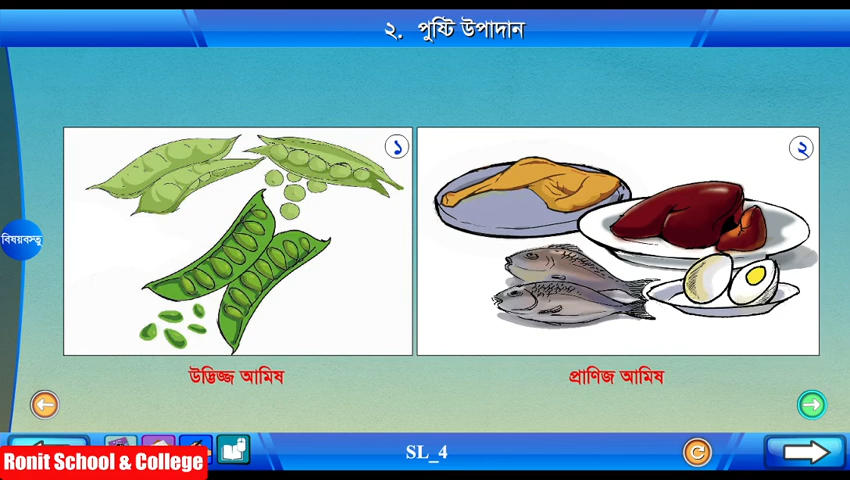 ২. পুষ্টি উপাদান
১
২
বিষয়বস্তু
উদ্ভিজ্জ আমিষ
প্রাণিজ আমিষ
SL_4
Ronit School & College